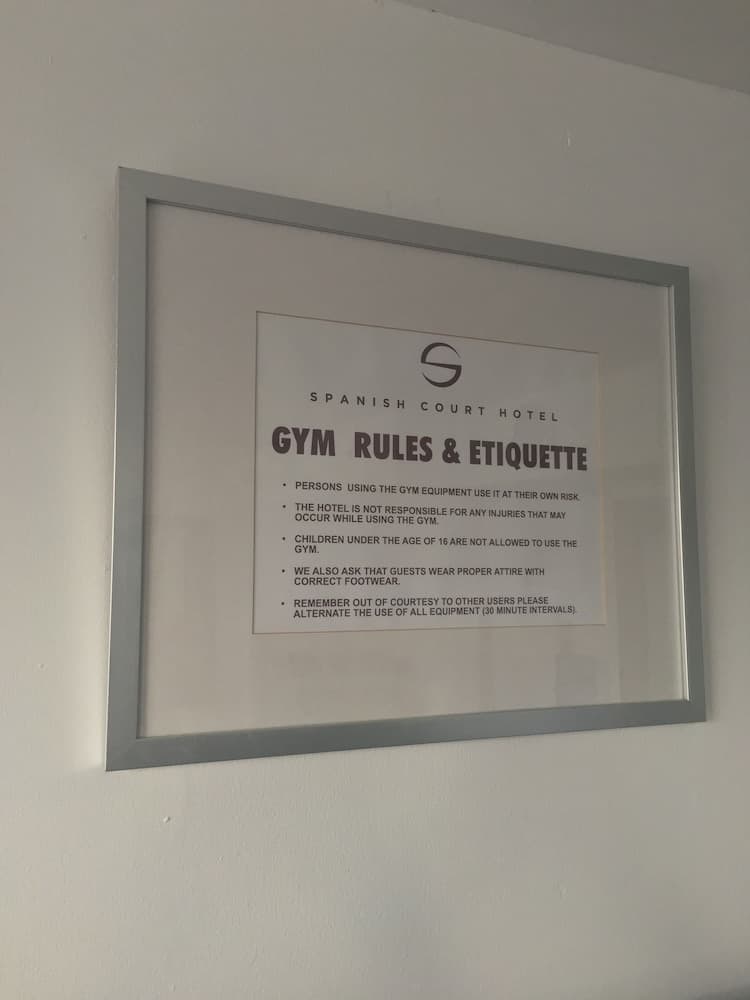 SPANISH COURT HOTEL
GYM RULES & ETIQUETTE
• PERSONS USING THE GYM EQUIPMENT USE IT AT THEIR OWN RISK.
• THE HOTEL IS NOT RESPONSIBLE FOR ANY INJURIES THAT MAY
OCCUR WHILE USING THE GYM.
• CHILDREN UNDER THE AGE OF 16 ARE NOT ALLOWED TO USE THE
GYM.
• WE ALSO ASK THAT GUESTS WEAR PROPER ATTIRE WITH
CORRECT FOOTWEAR.
• REMEMBER OUT OF COURTESY TO OTHER USERS PLEASE
ALTERNATE THE USE OF ALL EQUIPMENT (30 MINUTE INTERVALS).